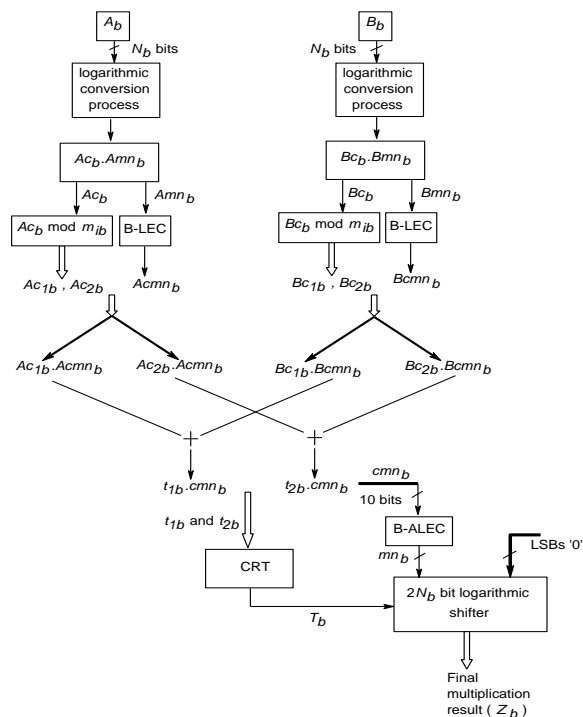 A_b
B_b
N_b bits
N_b bits
logarithmic
conversion
process
logarithmic
conversion
process
Ac_b.Amn_b
Bc_b.Bmn_b
Ac_b
Amn_b
Bc_b
Bmn_b
Ac_b mod m_ib
B-LEC
Bc_b mod m_ib
B-LEC
Ac_1b , Ac_2b
Acmn_b
Bc_1b , Bc_2b
Bcmn_b
Ac_1b.Acmn_b
Ac_2b.Acmn_b
Bc_1b.Bcmn_b
Bc_2b.Bcmn_b
+
+
t_1b.cmn_b
t_2b.cmn_b
cmn_b
10 bits
t_1b and t_2b
B-ALEC
LSBs '0'
mn_b
CRT
2N_b bit logarithmic
shifter
T_b
Final
multiplication
result ( Z_b )